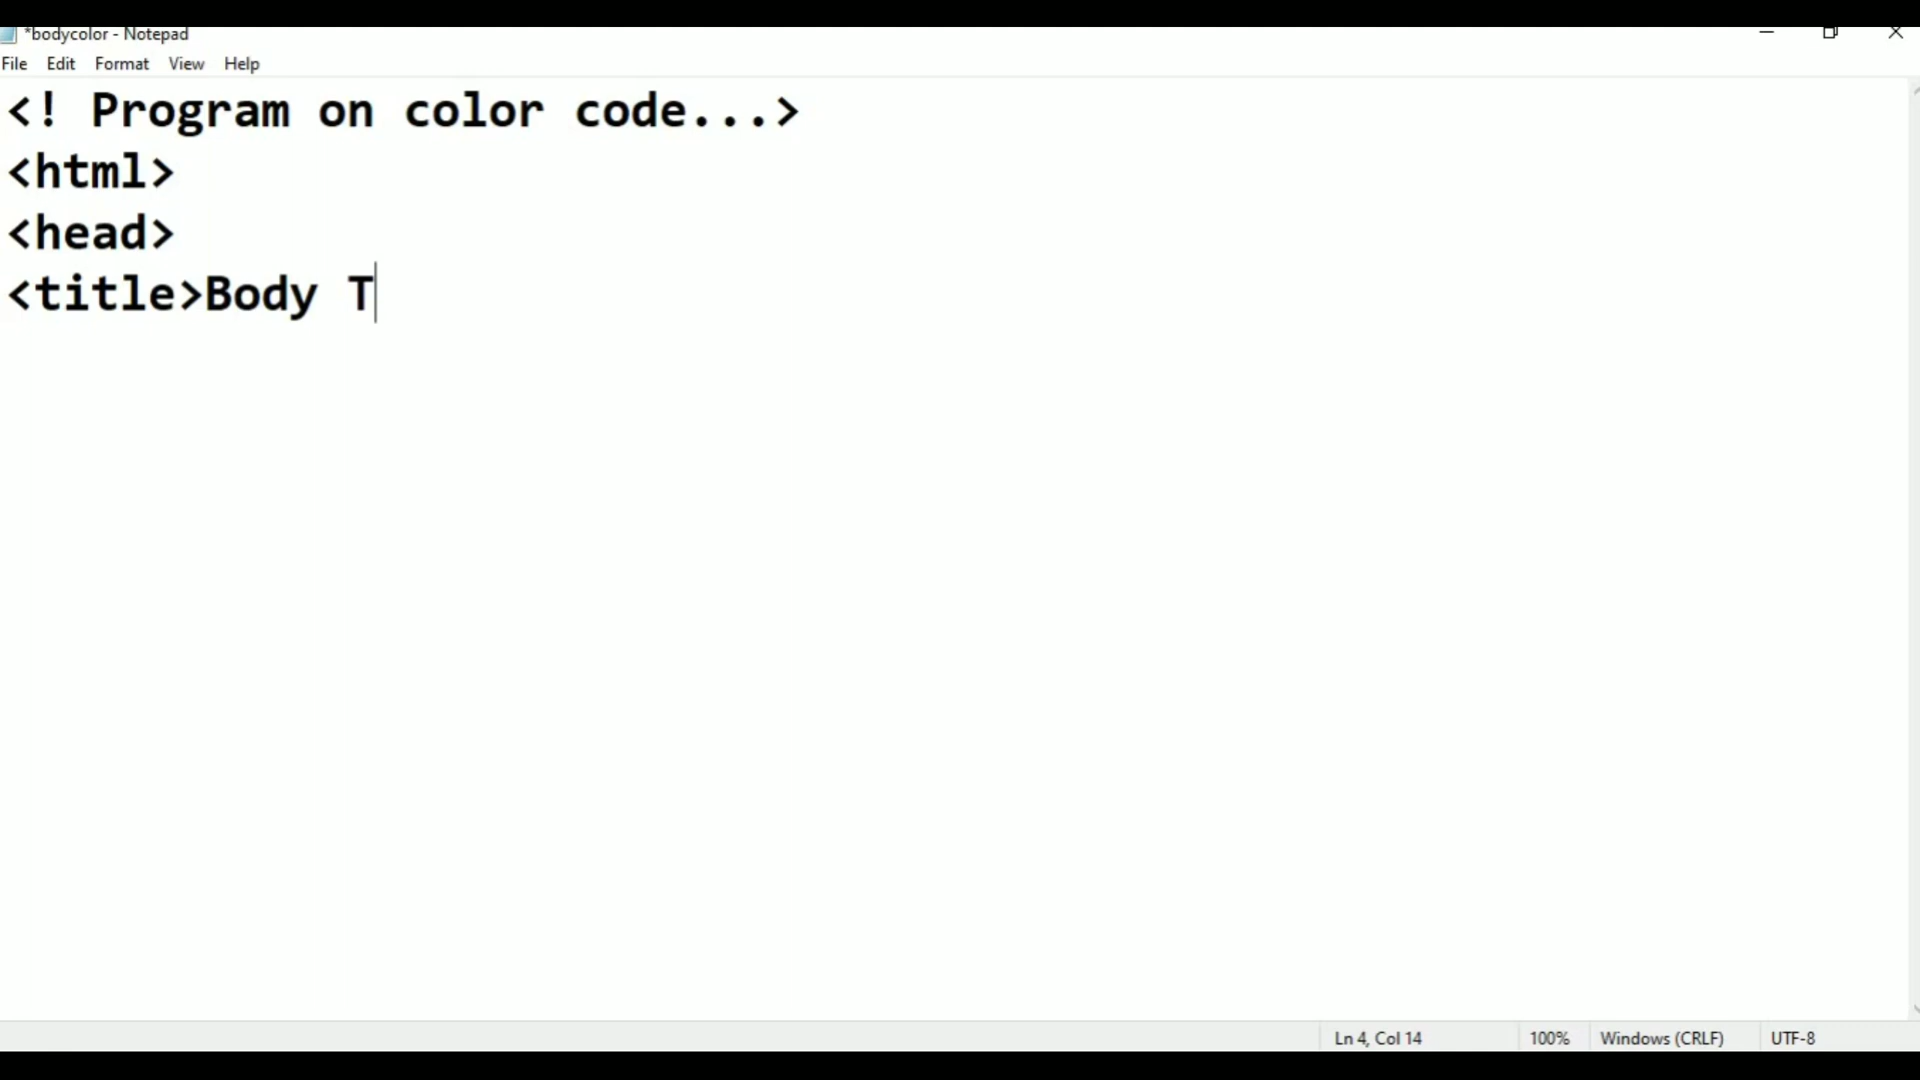 *bodycolor - Notepad
File Edit Format View Help
<! Program on color code...>
<html>
<head>
<title>Body T
Ln 4, Col 14 100% Windows (CRLF) UTF-8